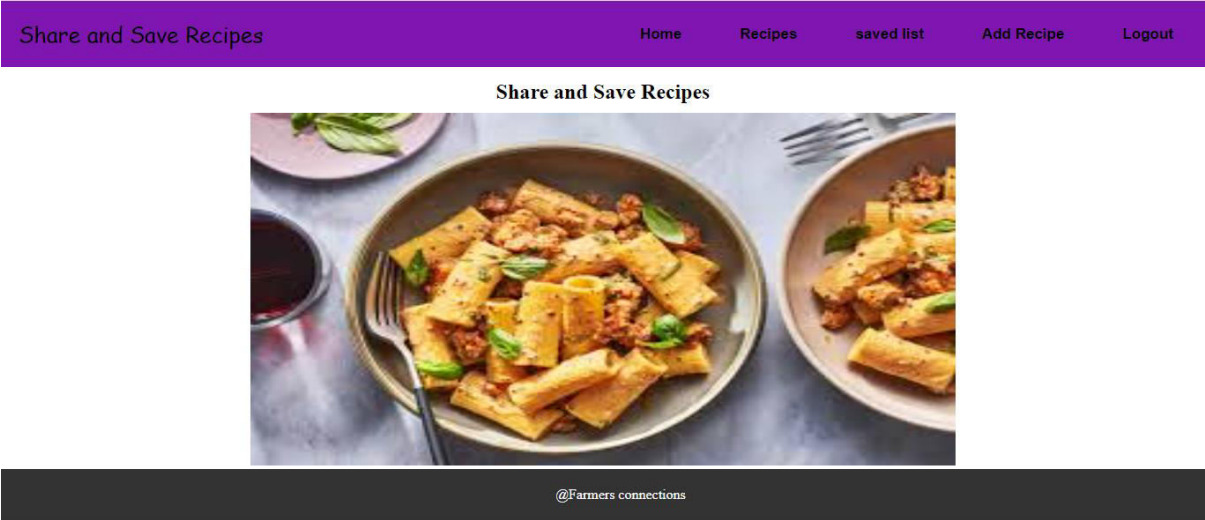 Share and Save Recipes
Home Recipes saved list Add Recipe Logout
Share and Save Recipes
@Farmers connections